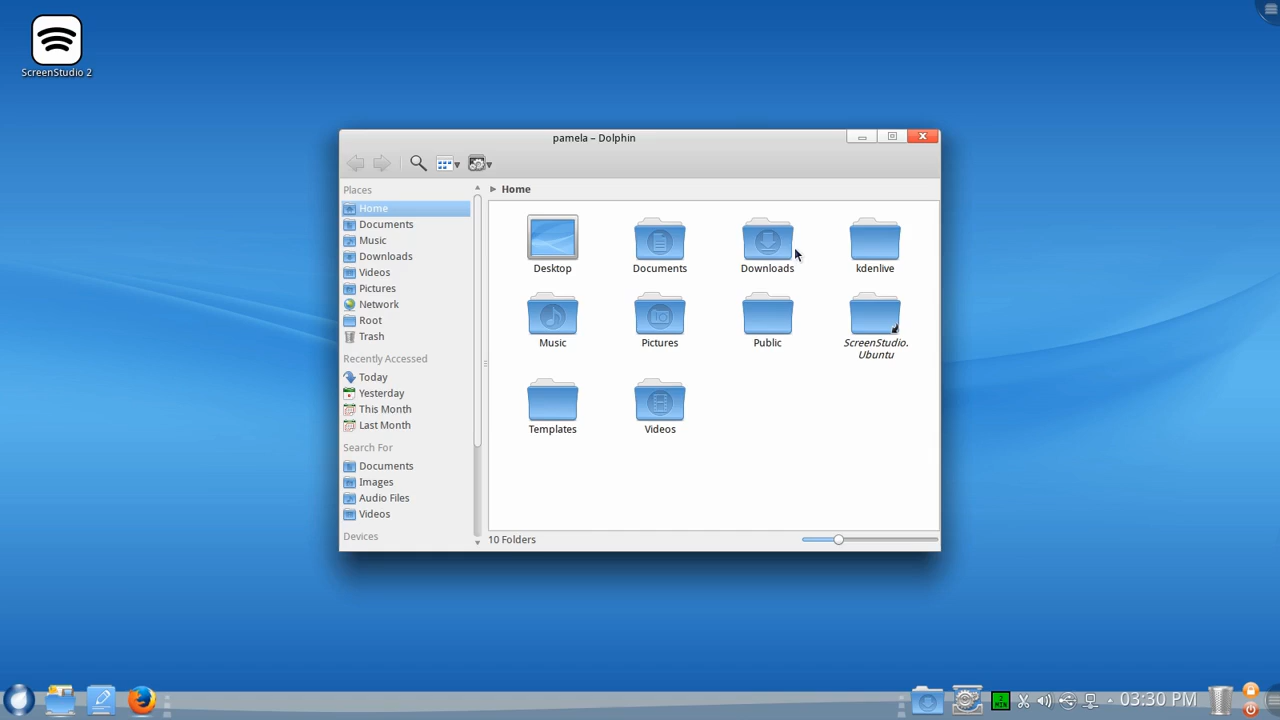 ScreenStudio 2
pamela – Dolphin
Places
Home
Documents
Music
Downloads
Videos
Pictures
Network
Root
Trash
Recently Accessed
Today
Yesterday
This Month
Last Month
Search For
Documents
Images
Audio Files
Videos
Devices
Home
Desktop
Documents
Downloads
kdenlive
Music
Pictures
Public
ScreenStudio.
Ubuntu
Templates
Videos
10 Folders
2
MIN
03:30 PM